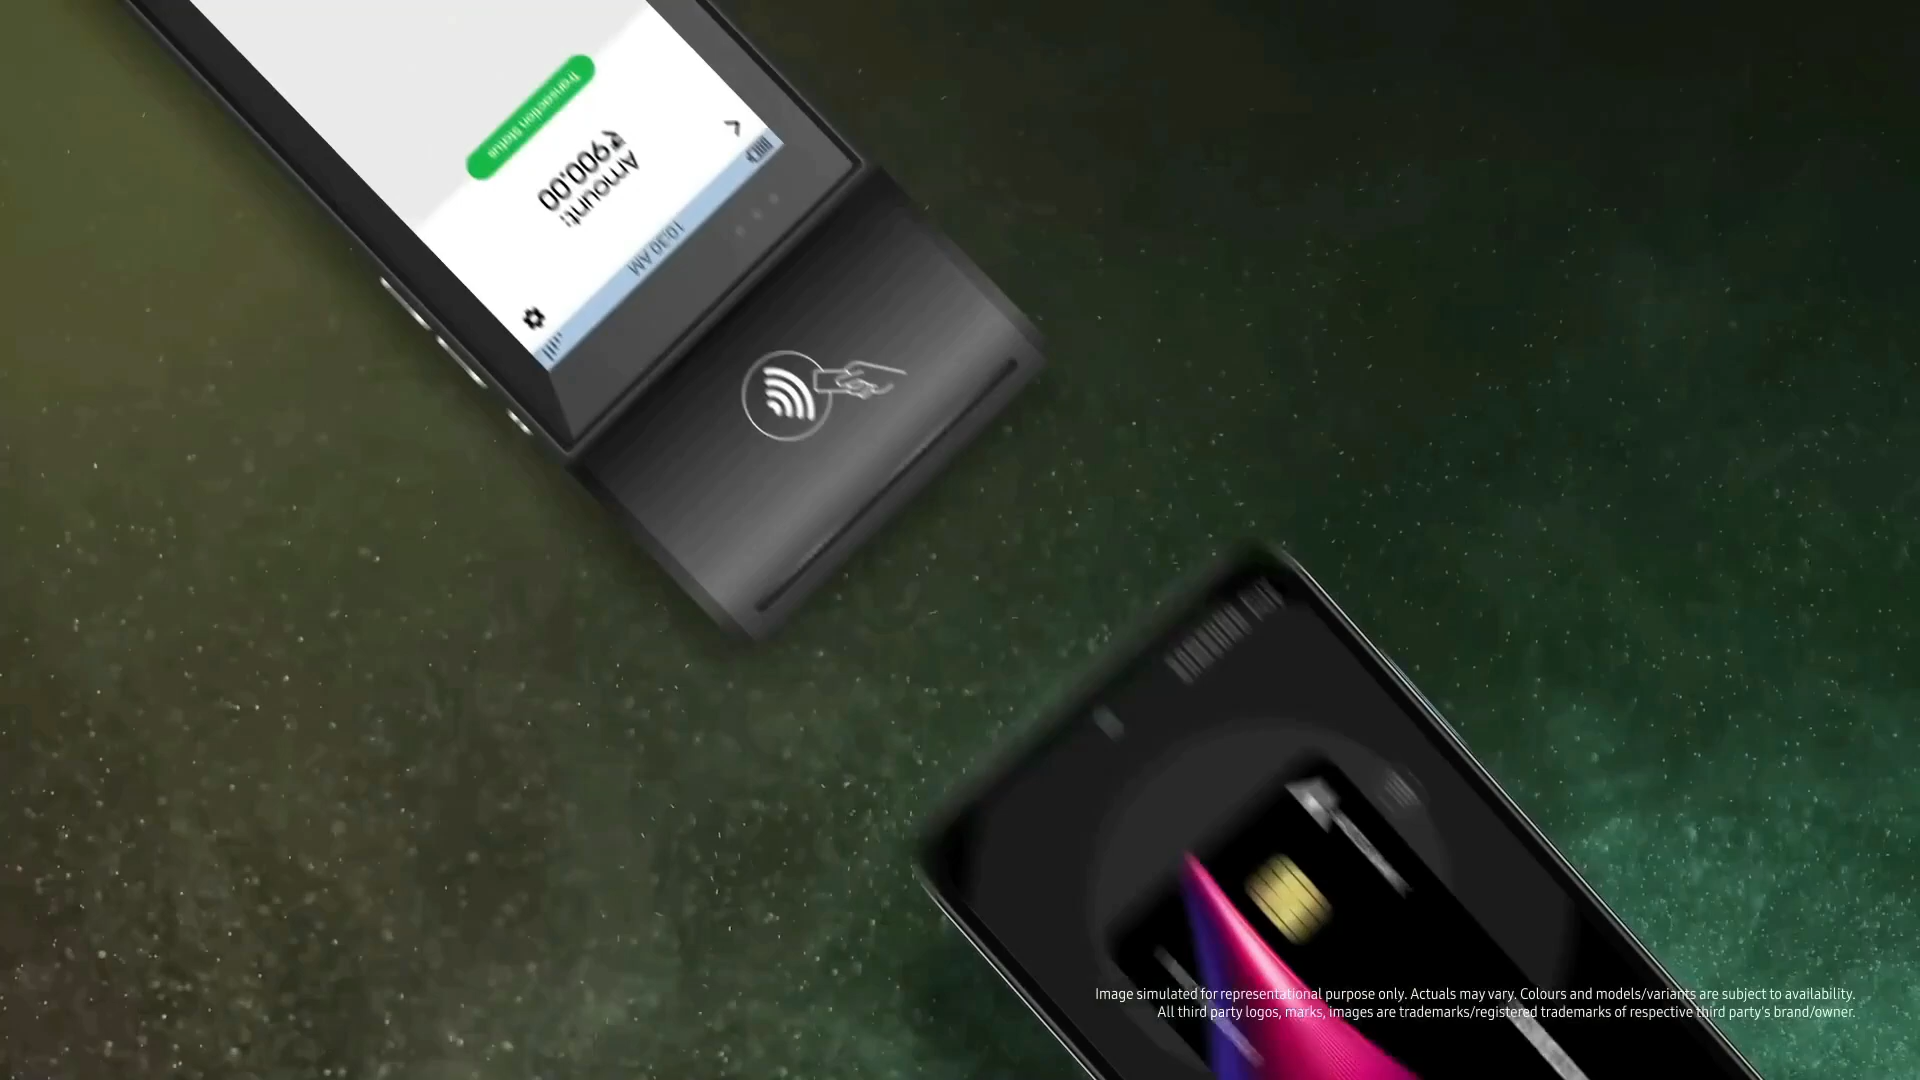 10:30 AM
Amount:
₹900.00
Transaction Status
Image simulated for representational purpose only. Actuals may vary. Colours and models/variants are subject to availability.
All third party logos, marks, images are trademarks/registered trademarks of respective third party's brand/owner.